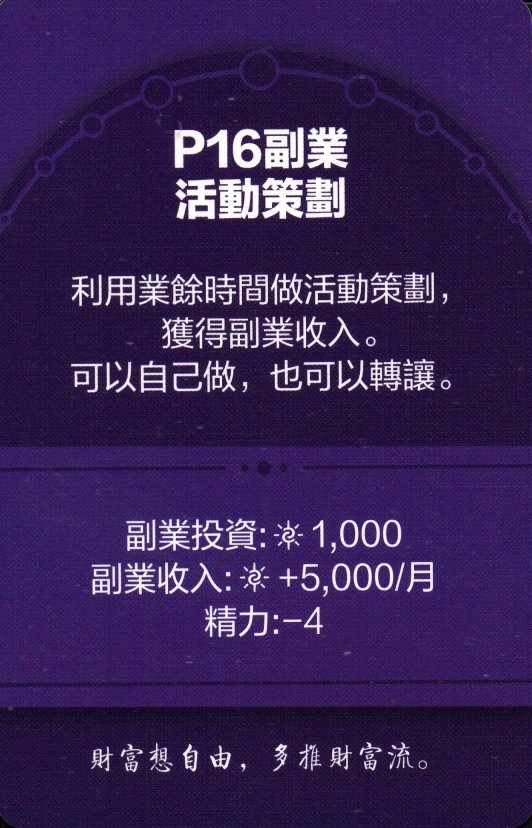 P16副業
活動策劃
利用業餘時間做活動策劃，
獲得副業收入。
可以自己做，也可以轉讓。
副業投資: 1,000
副業收入: +5,000/月
精力:-4
財富想自由，多推財富流。